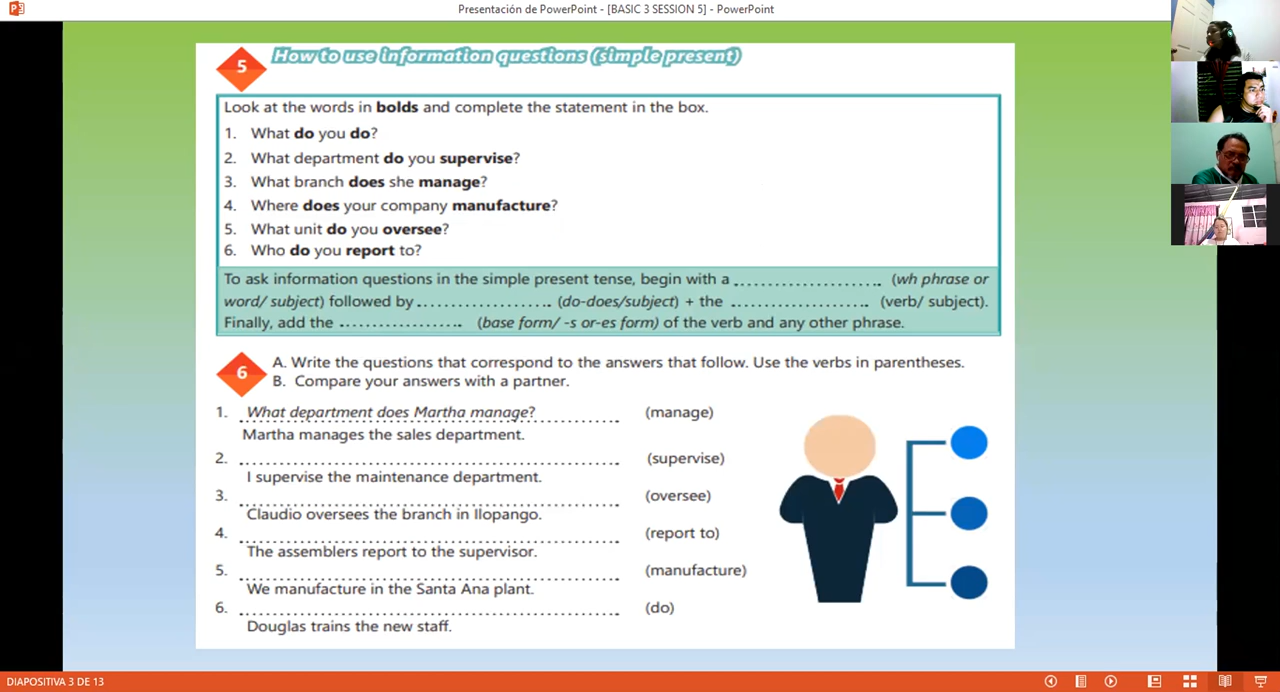 Presentación de PowerPoint - [BASIC 3 SESSION 5] - PowerPoint
5
How to use information questions (simple present)
Look at the words in bolds and complete the statement in the box.
1. What do you do?
2. What department do you supervise?
3. What branch does she manage?
4. Where does your company manufacture?
5. What unit do you oversee?
6. Who do you report to?
To ask information questions in the simple present tense, begin with a .................... (wh phrase or
word/ subject) followed by .................... (do-does/subject) + the .................... (verb/ subject).
Finally, add the .................... (base form/ -s or-es form) of the verb and any other phrase.
6
A. Write the questions that correspond to the answers that follow. Use the verbs in parentheses.
B. Compare your answers with a partner.
1. What department does Martha manage? (manage)
Martha manages the sales department.
2. .................... (supervise)
I supervise the maintenance department.
3. .................... (oversee)
Claudio oversees the branch in Ilopango.
4. .................... (report to)
The assemblers report to the supervisor.
5. .................... (manufacture)
We manufacture in the Santa Ana plant.
6. .................... (do)
Douglas trains the new staff.
DIAPOSITIVA 3 DE 13